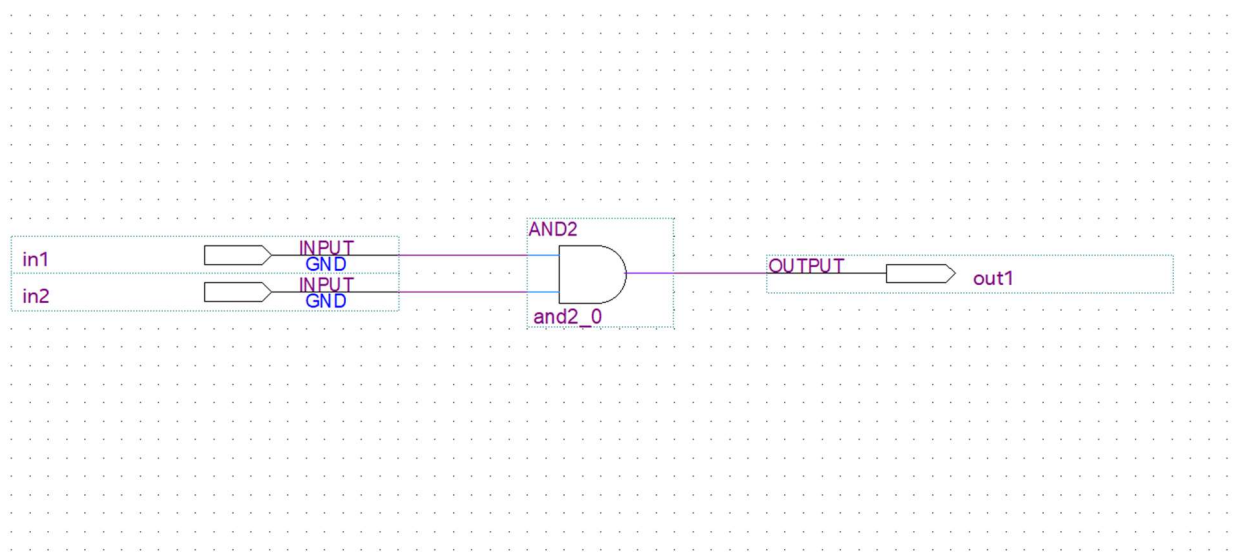 AND2
in1
INPUT
GND
in2
INPUT
GND
and2_0
OUTPUT
out1